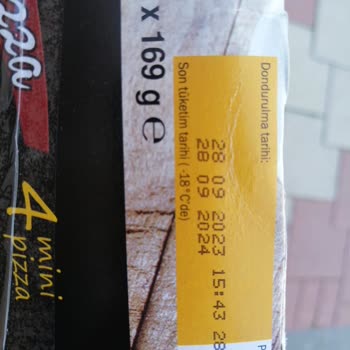 zza
4 mini
pizza
x 169 g e
Dondurulma tarihi:
28 09 2023 15:43 28
28 09 2024
Son tüketim tarihi ( -18°C'de)
P